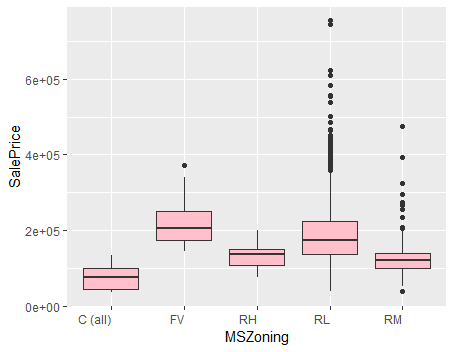 SalePrice
6e+05
4e+05
2e+05
0e+00
C (all) FV RH RL RM
MSZoning